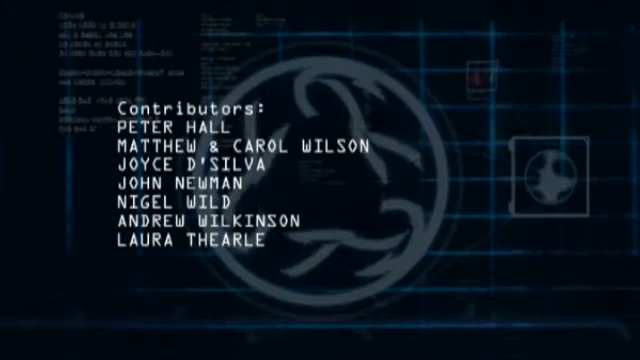 Contributors:
PETER HALL
MATTHEW & CAROL WILSON
JOYCE D'SILVA
JOHN NEWMAN
NIGEL WILD
ANDREW WILKINSON
LAURA THEARLE